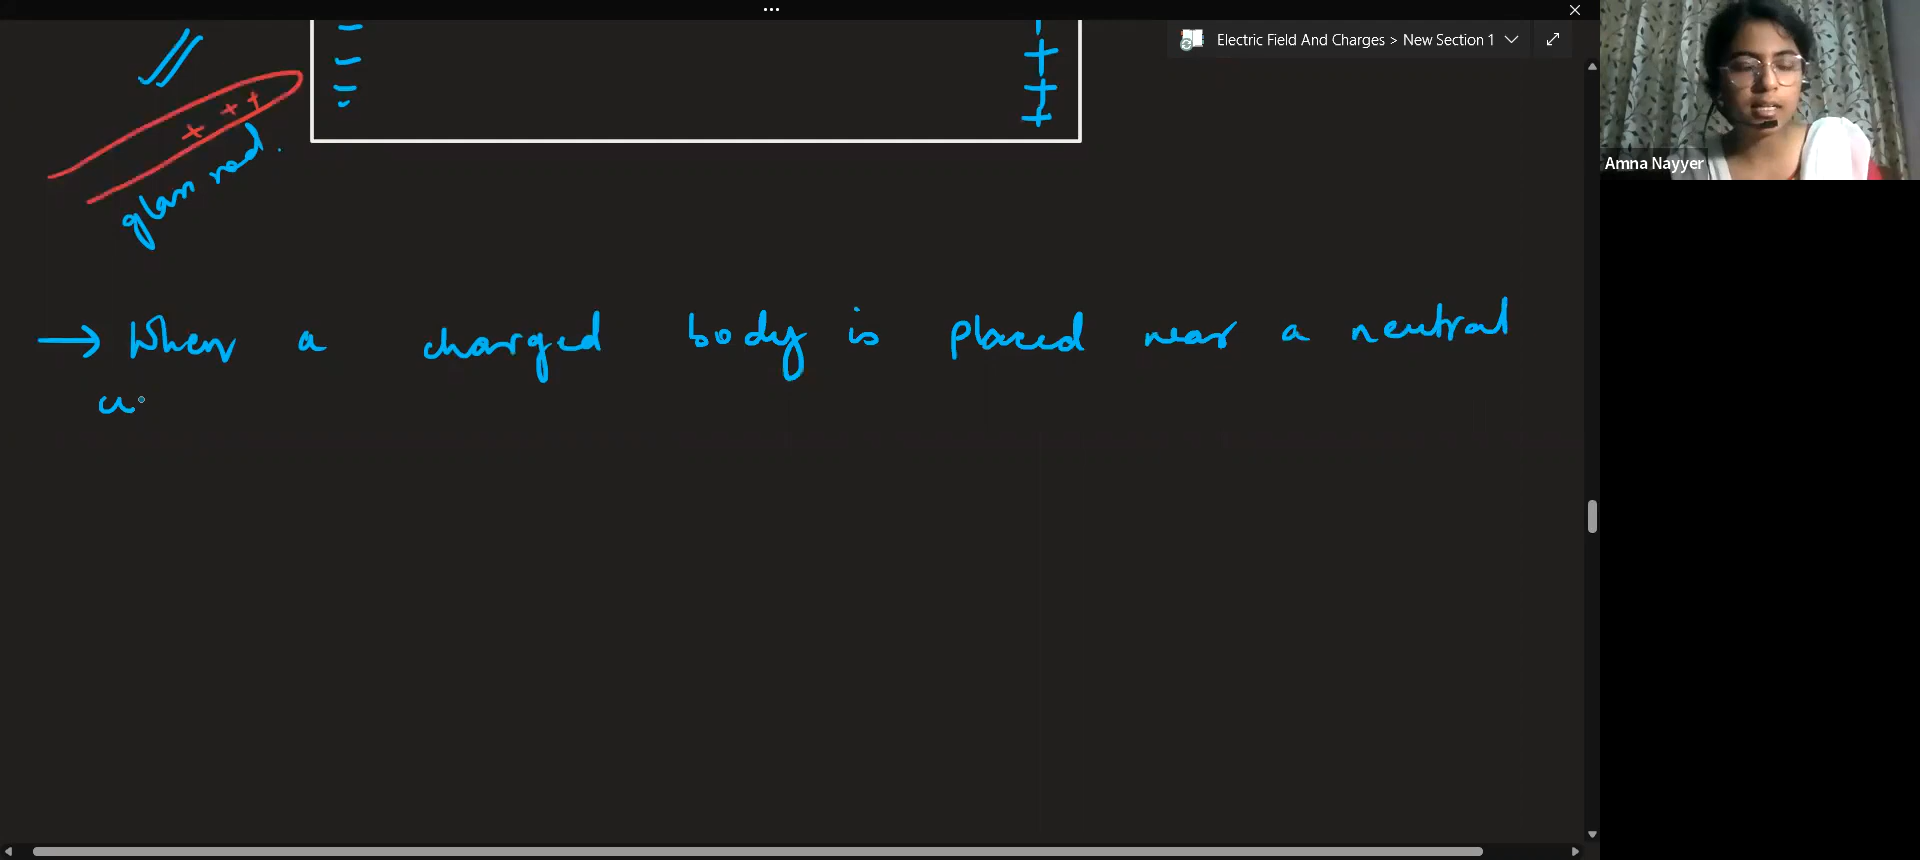 Electric Field And Charges > New Section 1
Amna Nayyer
+ + +
glass rod.
→ When a charged body is placed near a neutral